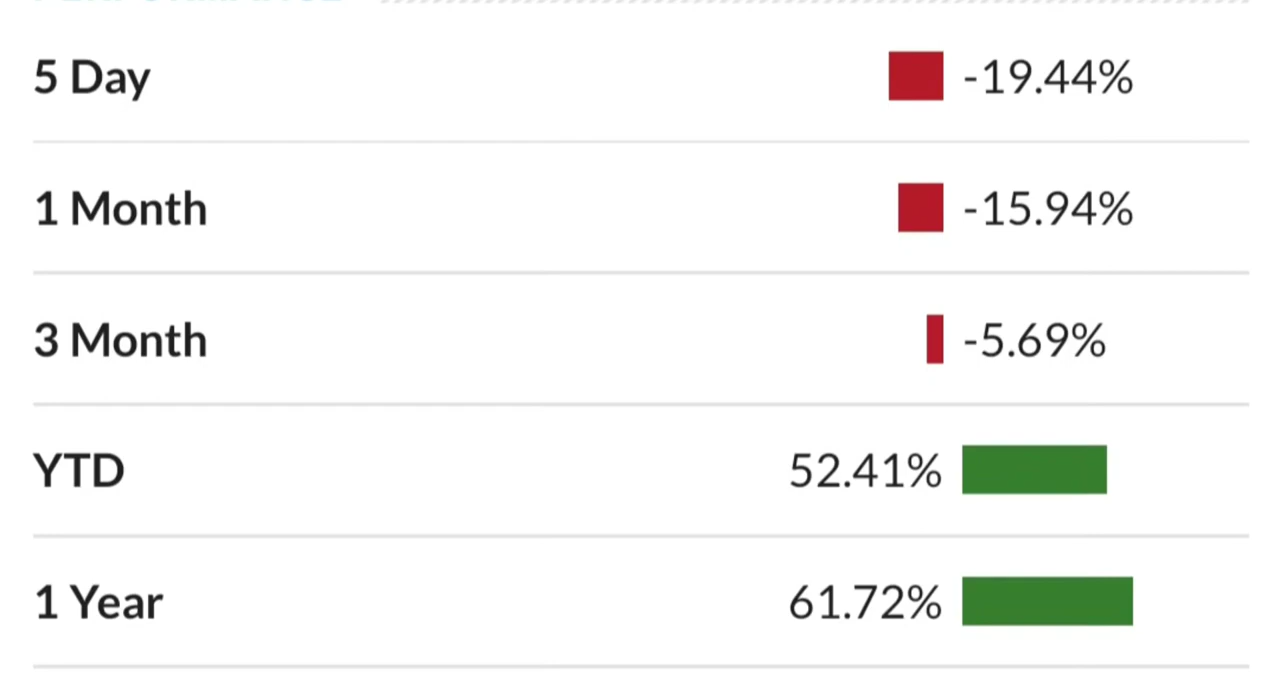 5 Day -19.44%
1 Month -15.94%
3 Month -5.69%
YTD 52.41%
1 Year 61.72%